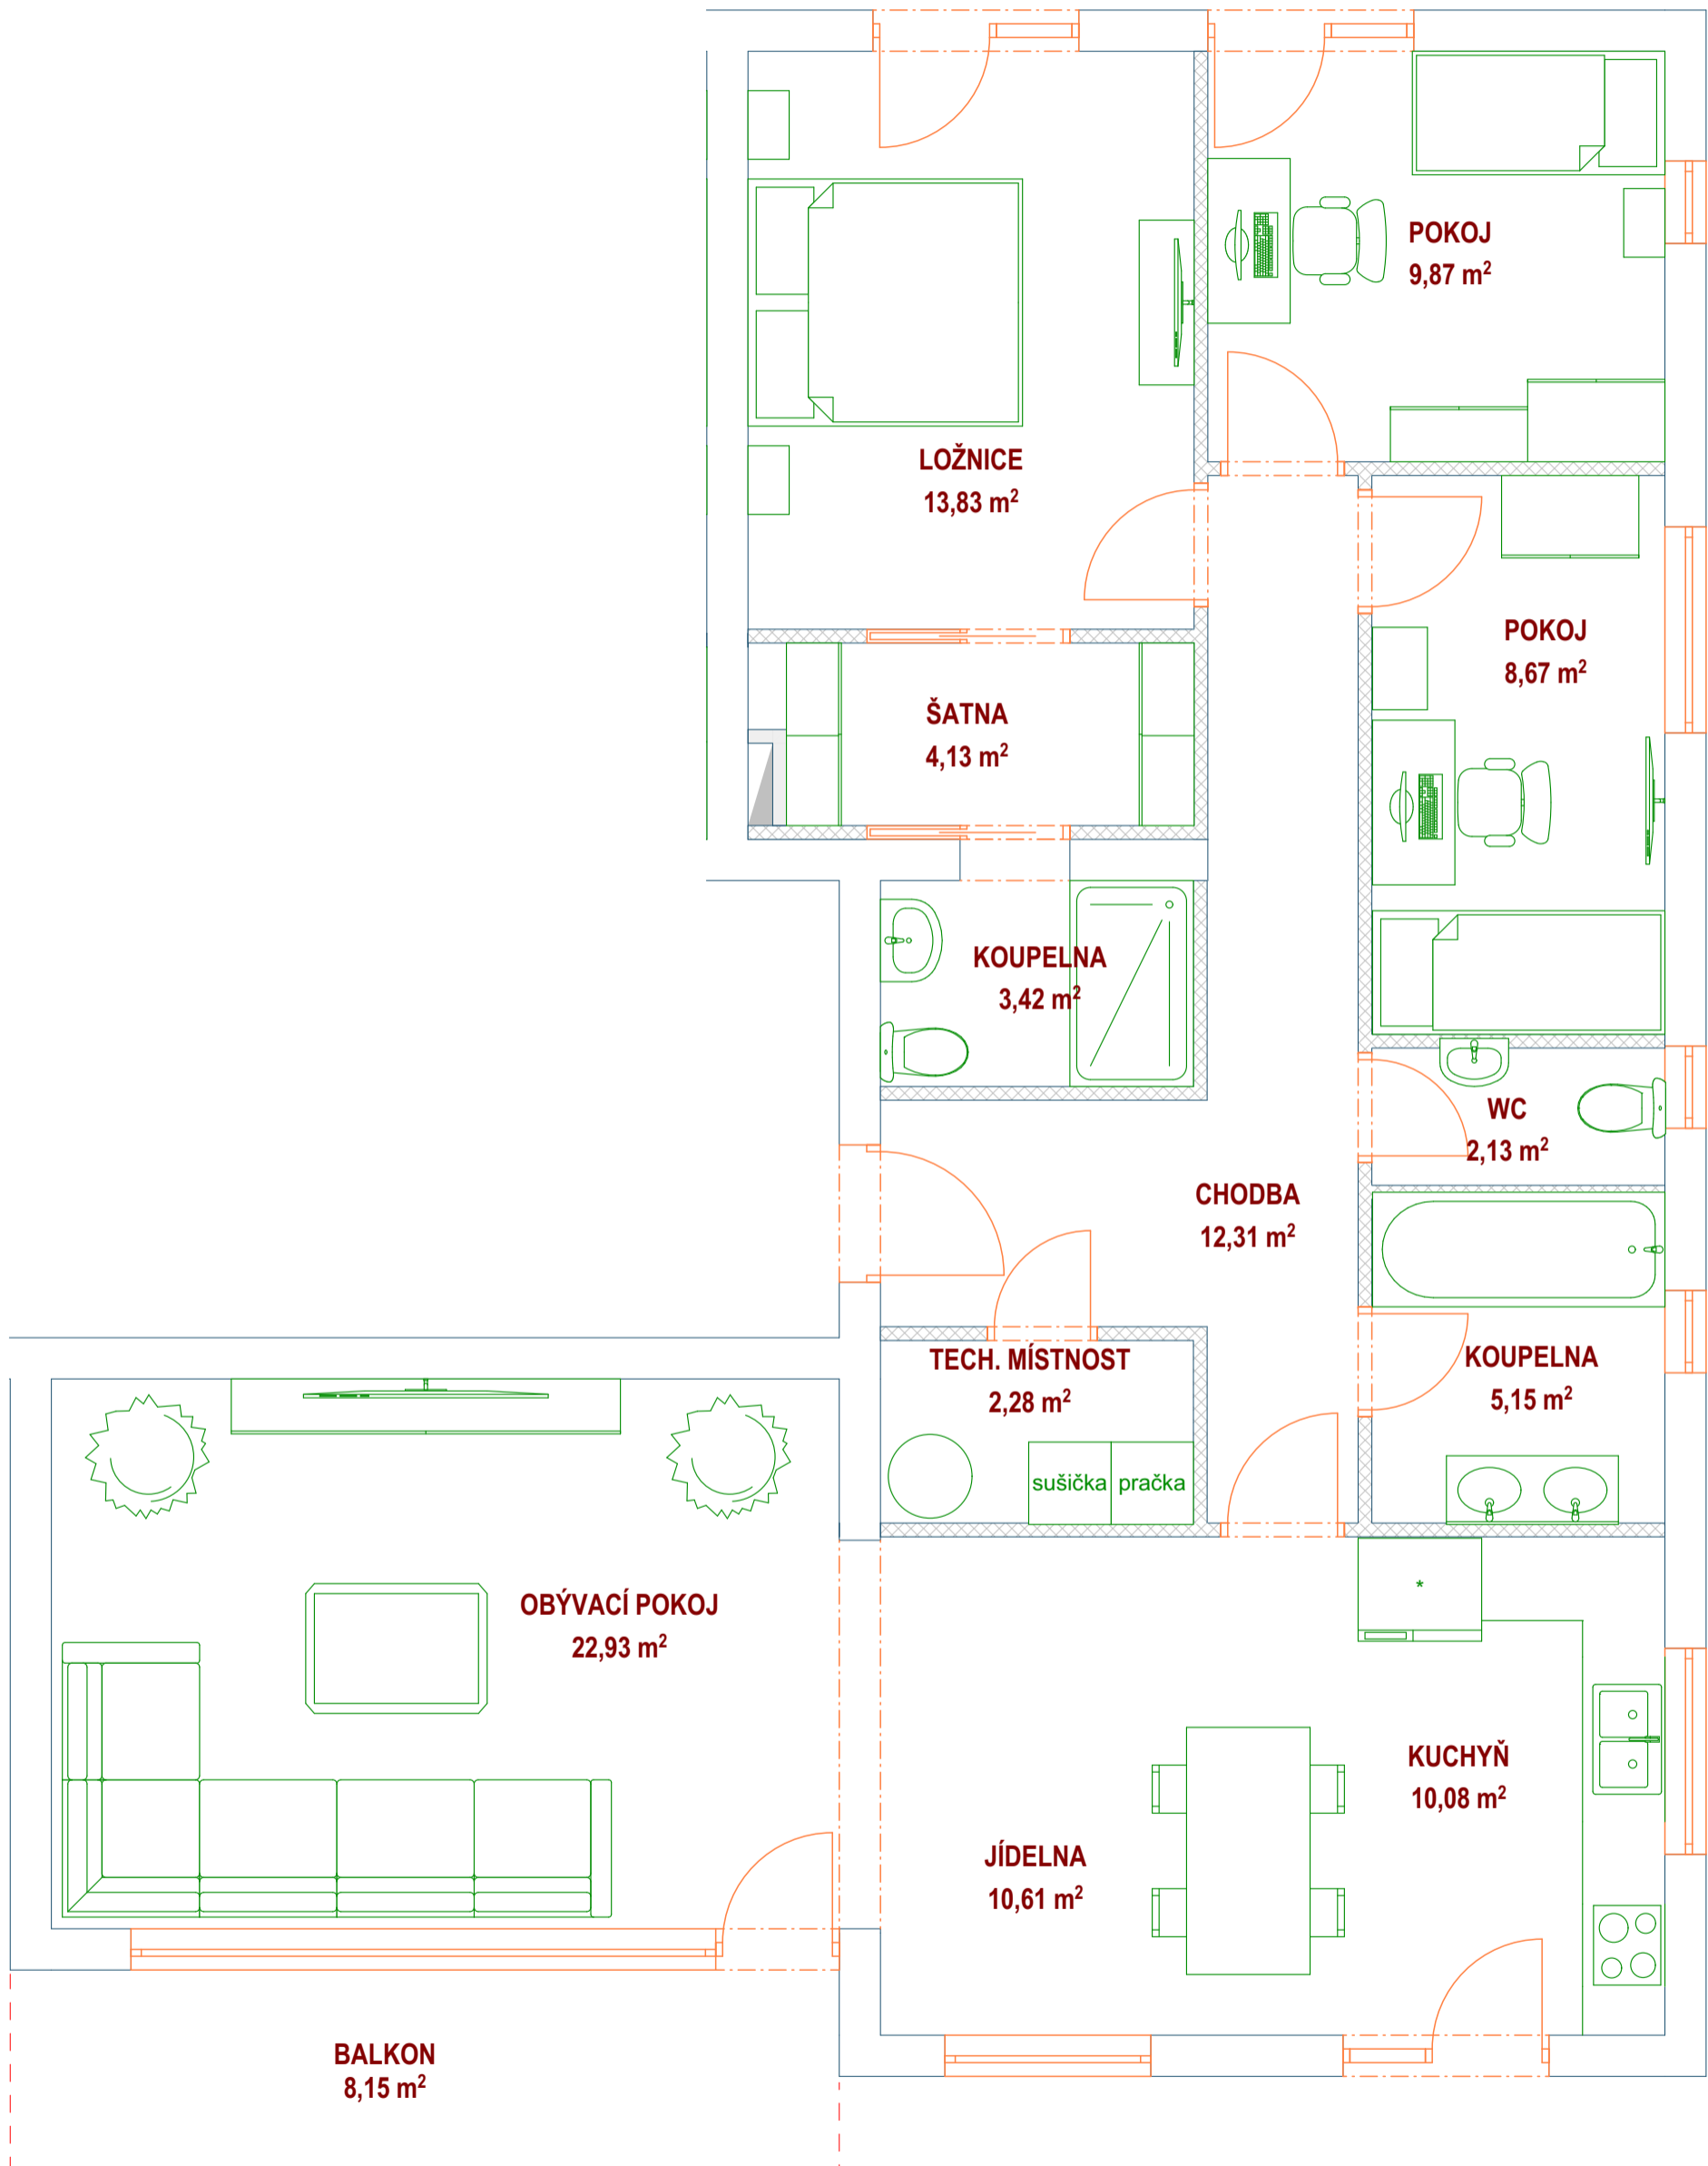 POKOJ
9,87 m²
LOŽNICE
13,83 m²
POKOJ
8,67 m²
ŠATNA
4,13 m²
KOUPELNA
3,42 m²
WC
2,13 m²
CHODBA
12,31 m²
TECH. MÍSTNOST
2,28 m²
KOUPELNA
5,15 m²
sušička pračka
OBÝVACÍ POKOJ
22,93 m²
*
KUCHYŇ
10,08 m²
JÍDELNA
10,61 m²
BALKON
8,15 m²